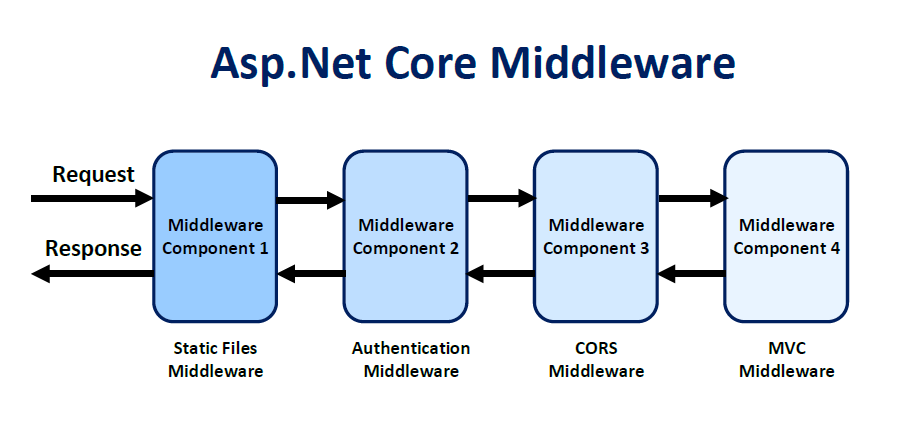 Asp.Net Core Middleware
Request
Response
Middleware
Component 1
Middleware
Component 2
Middleware
Component 3
Middleware
Component 4
Static Files
Middleware
Authentication
Middleware
CORS
Middleware
MVC
Middleware